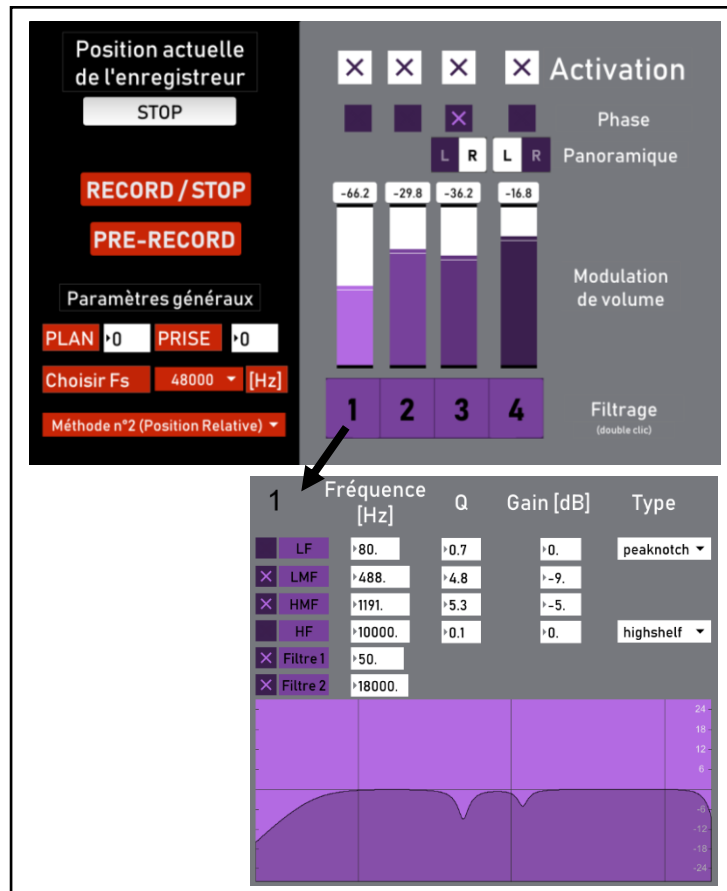 Position actuelle
de l'enregistreur
STOP
RECORD / STOP
PRE-RECORD
Paramètres généraux
PLAN 0 PRISE 0
Choisir Fs 48000 [Hz]
Méthode n°2 (Position Relative)
Activation
Phase
L R L R Panoramique
-66.2 -29.8 -36.2 -16.8
Modulation
de volume
1 2 3 4
Filtrage
(double clic)
1 Fréquence
[Hz] Q Gain [dB] Type
LF 80. 0.7 0. peaknotch
LMF 488. 4.8 -9.
HMF 1191. 5.3 -5.
HF 10000. 0.1 0. highshelf
Filtre 1 50.
Filtre 2 18000.
24
18
12
6
-6
-12
-18
-24